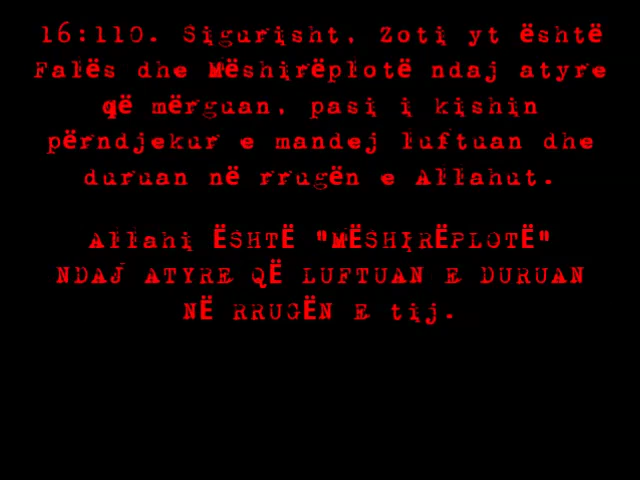 16:110. Sigurisht, Zoti yt është
Falës dhe Mëshirëplotë ndaj atyre
që mërguan, pasi i kishin
përndjekur e mandej luftuan dhe
duruan në rrugën e Allahut.
Allahi ËSHTË "MËSHIRËPLOTË"
NDAJ ATYRE QË LUFTUAN E DURUAN
NË RRUGËN E tij.